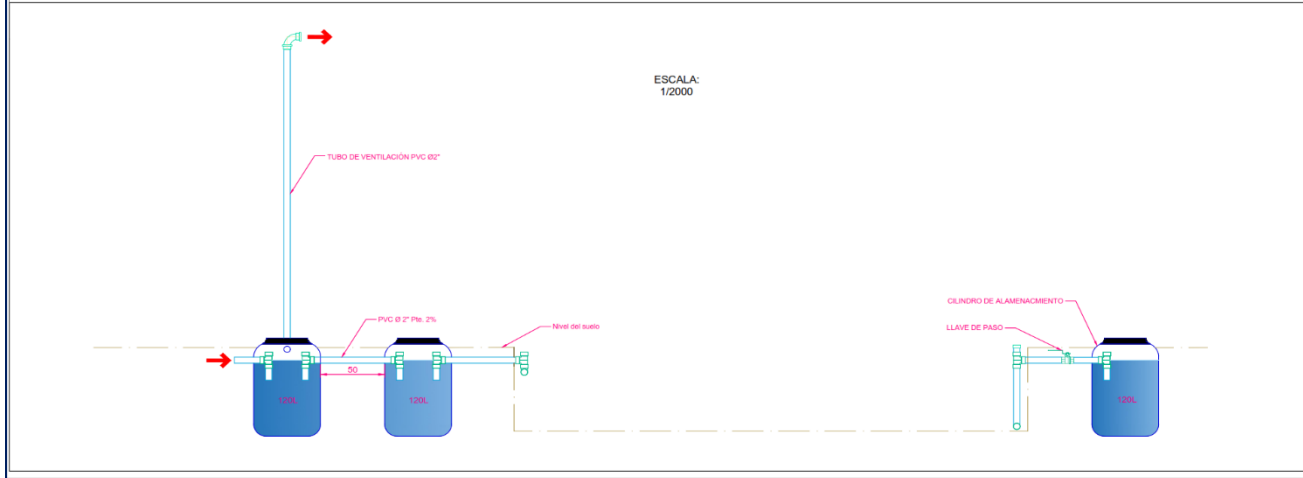 ESCALA:
1/2000
TUBO DE VENTILACIÓN PVC Ø2"
CILINDRO DE ALAMENACMIENTO
PVC Ø 2" Pte. 2%
Nivel del suelo
LLAVE DE PASO
50
120L
120L
120L